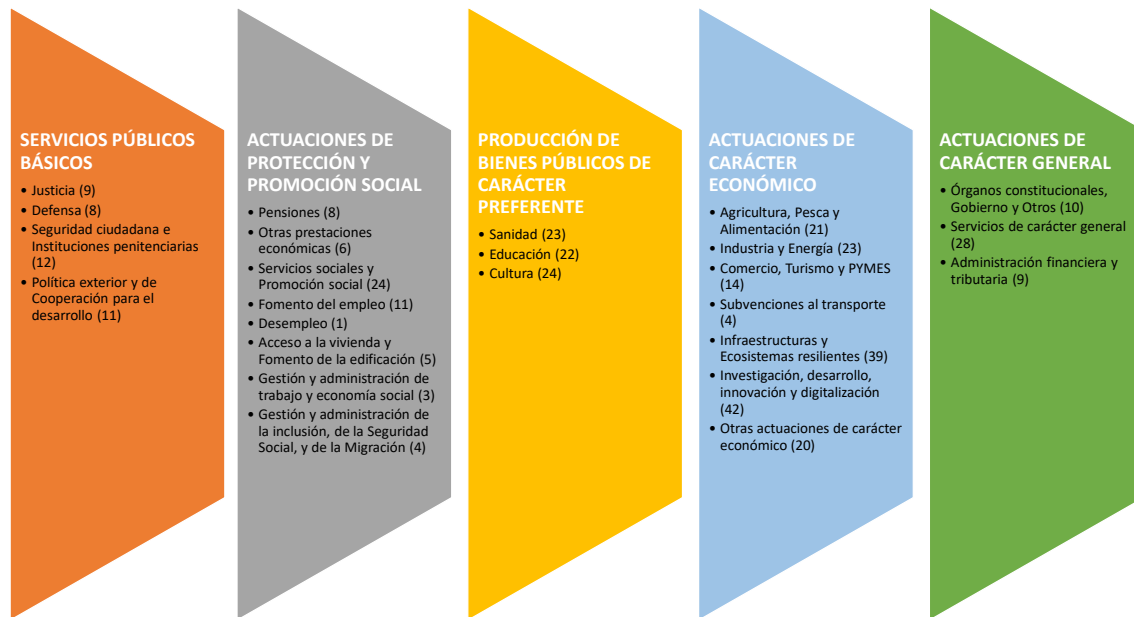 SERVICIOS PÚBLICOS
BÁSICOS
• Justicia (9)
• Defensa (8)
• Seguridad ciudadana e
Instituciones penitenciarias
(12)
• Política exterior y de
Cooperación para el
desarrollo (11)
ACTUACIONES DE
PROTECCIÓN Y
PROMOCIÓN SOCIAL
• Pensiones (8)
• Otras prestaciones
económicas (6)
• Servicios sociales y
Promoción social (24)
• Fomento del empleo (11)
• Desempleo (1)
• Acceso a la vivienda y
Fomento de la edificación (5)
• Gestión y administración de
trabajo y economía social (3)
• Gestión y administración de
la inclusión, de la Seguridad
Social, y de la Migración (4)
PRODUCCIÓN DE
BIENES PÚBLICOS DE
CARÁCTER
PREFERENTE
• Sanidad (23)
• Educación (22)
• Cultura (24)
ACTUACIONES DE
CARÁCTER
ECONÓMICO
• Agricultura, Pesca y
Alimentación (21)
• Industria y Energía (23)
• Comercio, Turismo y PYMES
(14)
• Subvenciones al transporte
(4)
• Infraestructuras y
Ecosistemas resilientes (39)
• Investigación, desarrollo,
innovación y digitalización
(42)
• Otras actuaciones de carácter
económico (20)
ACTUACIONES DE
CARÁCTER GENERAL
• Órganos constitucionales,
Gobierno y Otros (10)
• Servicios de carácter general
(28)
• Administración financiera y
tributaria (9)